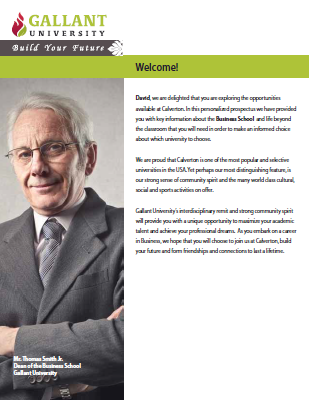 GALLANT
UNIVERSITY
Build Your Future
Welcome!
David, we are delighted that you are exploring the opportunities
available at Calverton. In this personalized prospectus we have provided
you with key information about the Business School and life beyond
the classroom that you will need in order to make an informed choice
about which university to choose.
We are proud that Calverton is one of the most popular and selective
universities in the USA. Yet perhaps our most distinguishing feature, is
our strong sense of community spirit and the many world class cultural,
social and sports activities on offer.
Gallant University's interdisciplinary remit and strong community spirit
will provide you with a unique opportunity to maximize your academic
talent and achieve your professional dreams. As you embark on a career
in Business, we hope that you will choose to join us at Calverton, build
your future and form friendships and connections to last a lifetime.
Mr. Thomas Smith Jr.
Dean of the Business School
Gallant University